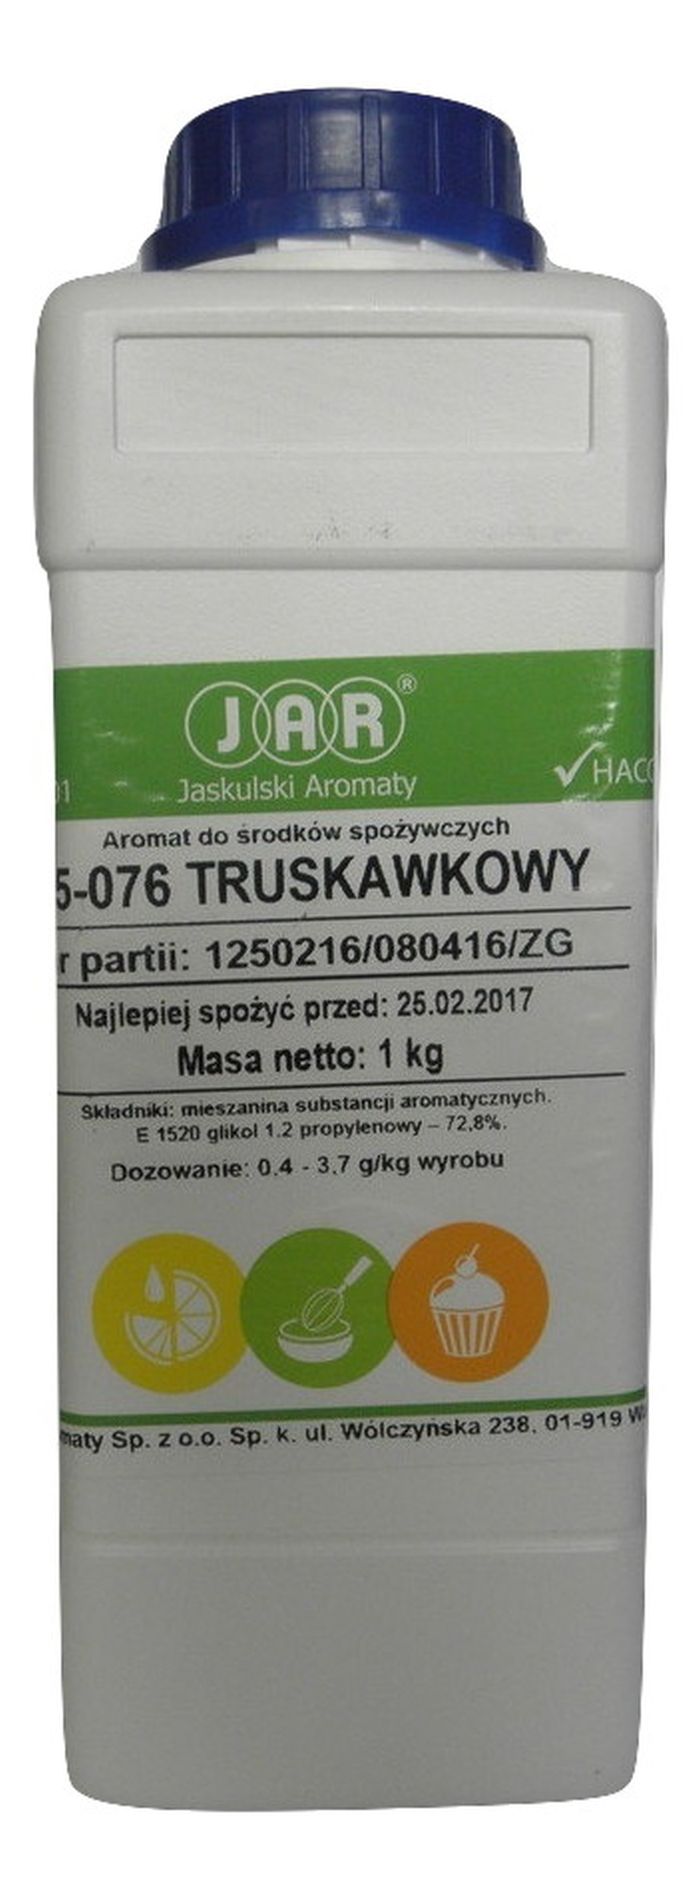 JAR®
Jaskulski Aromaty
01
HACC
Aromat do środków spożywczych
5-076 TRUSKAWKOWY
r partii: 1250216/080416/ZG
Najlepiej spożyć przed: 25.02.2017
Masa netto: 1 kg
Składniki: mieszanina substancji aromatycznych.
E 1520 glikol 1.2 propylenowy – 72,8%.
Dozowanie: 0.4 - 3.7 g/kg wyrobu
maty Sp. z o.o. Sp. k. ul. Wólczyńska 238, 01-919 W